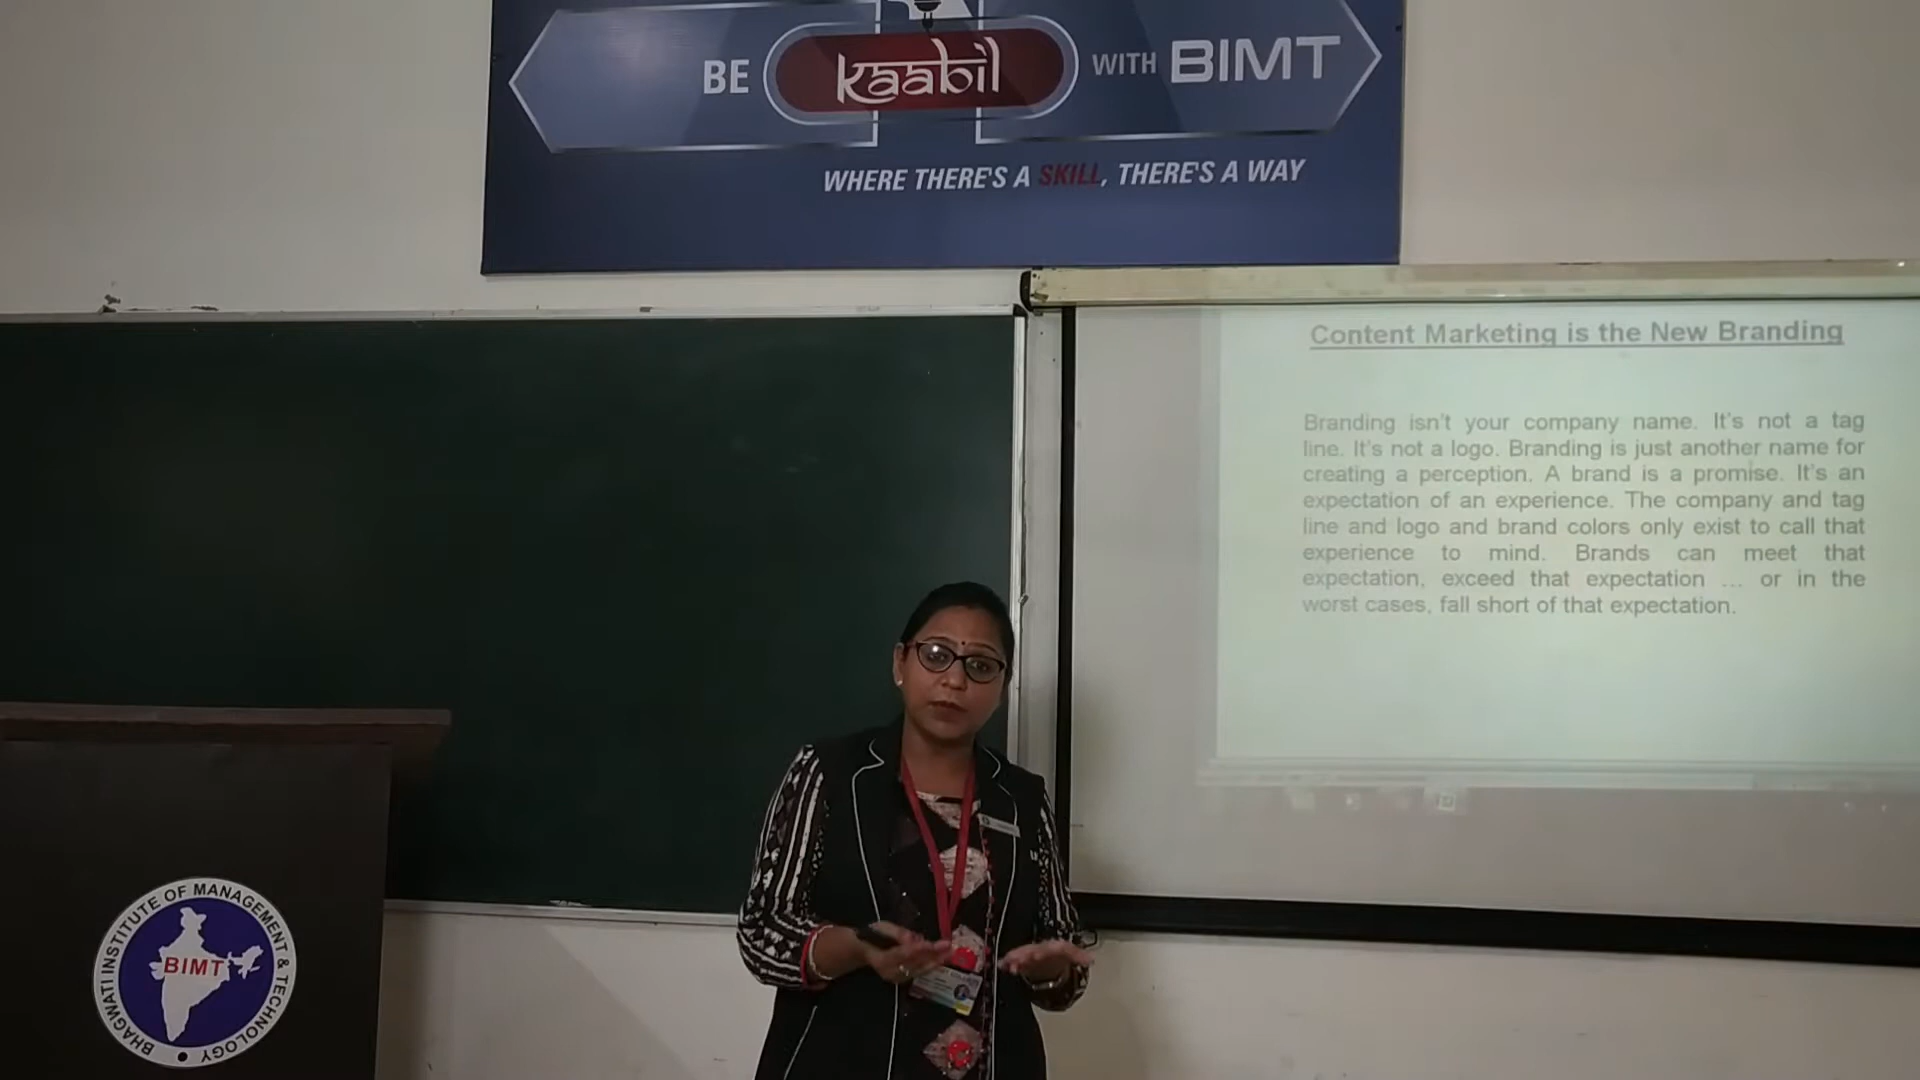 BE kaabil WITH BIMT
WHERE THERE'S A SKILL, THERE'S A WAY
Content Marketing is the New Branding
Branding isn't your company name. It's not a tag
line. It's not a logo. Branding is just another name for
creating a perception. A brand is a promise. It's an
expectation of an experience. The company and tag
line and logo and brand colors only exist to call that
experience to mind. Brands can meet that
expectation, exceed that expectation ... or in the
worst cases, fall short of that expectation.
BHAGWATI INSTITUTE OF MANAGEMENT & TECHNOLOGY
BIMT